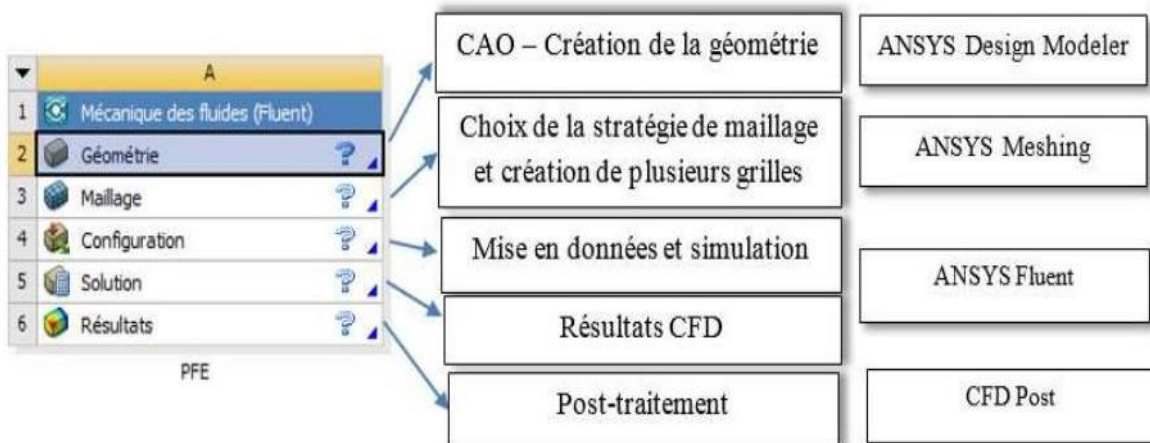 A
1 Mécanique des fluides (Fluent)
2 Géométrie ?
3 Maillage ?
4 Configuration ?
5 Solution ?
6 Résultats ?
PFE
CAO – Création de la géométrie
Choix de la stratégie de maillage
et création de plusieurs grilles
Mise en données et simulation
Résultats CFD
Post-traitement
ANSYS Design Modeler
ANSYS Meshing
ANSYS Fluent
CFD Post